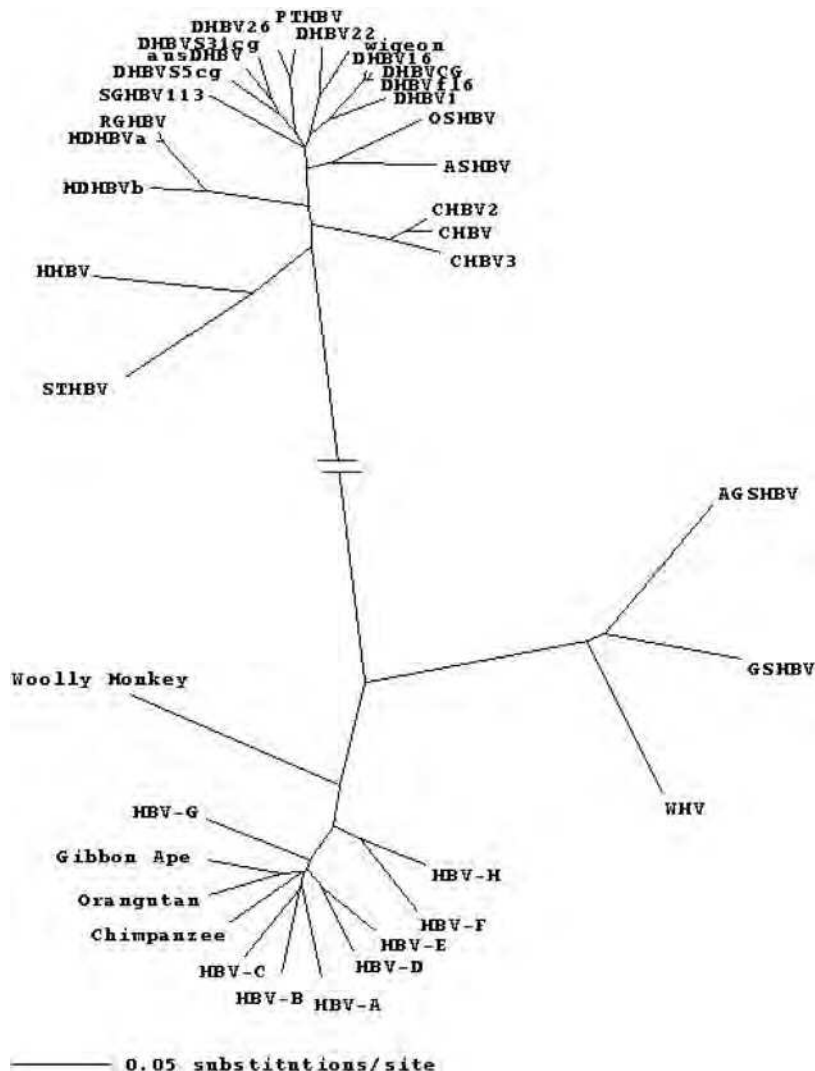 PTHBV
DHBV26
DHBV22
DHBVS31cg
wigeon
ausDHBV
DHBV16
DHBVS5cg
DHBVCG
DHBVf16
SGHBV113
DHBV1
OSHBV
RGHBV
MDHBVa
ASHBV
MDHBVb
CHBV2
CHBV
CHBV3
HHBV
STHBV
AGSHBV
GSHBV
Woolly Monkey
WHV
HBV-G
Gibbon Ape
HBV-H
Orangutan
HBV-F
Chimpanzee
HBV-E
HBV-D
HBV-C
HBV-B
HBV-A
0.05 substitutions/site